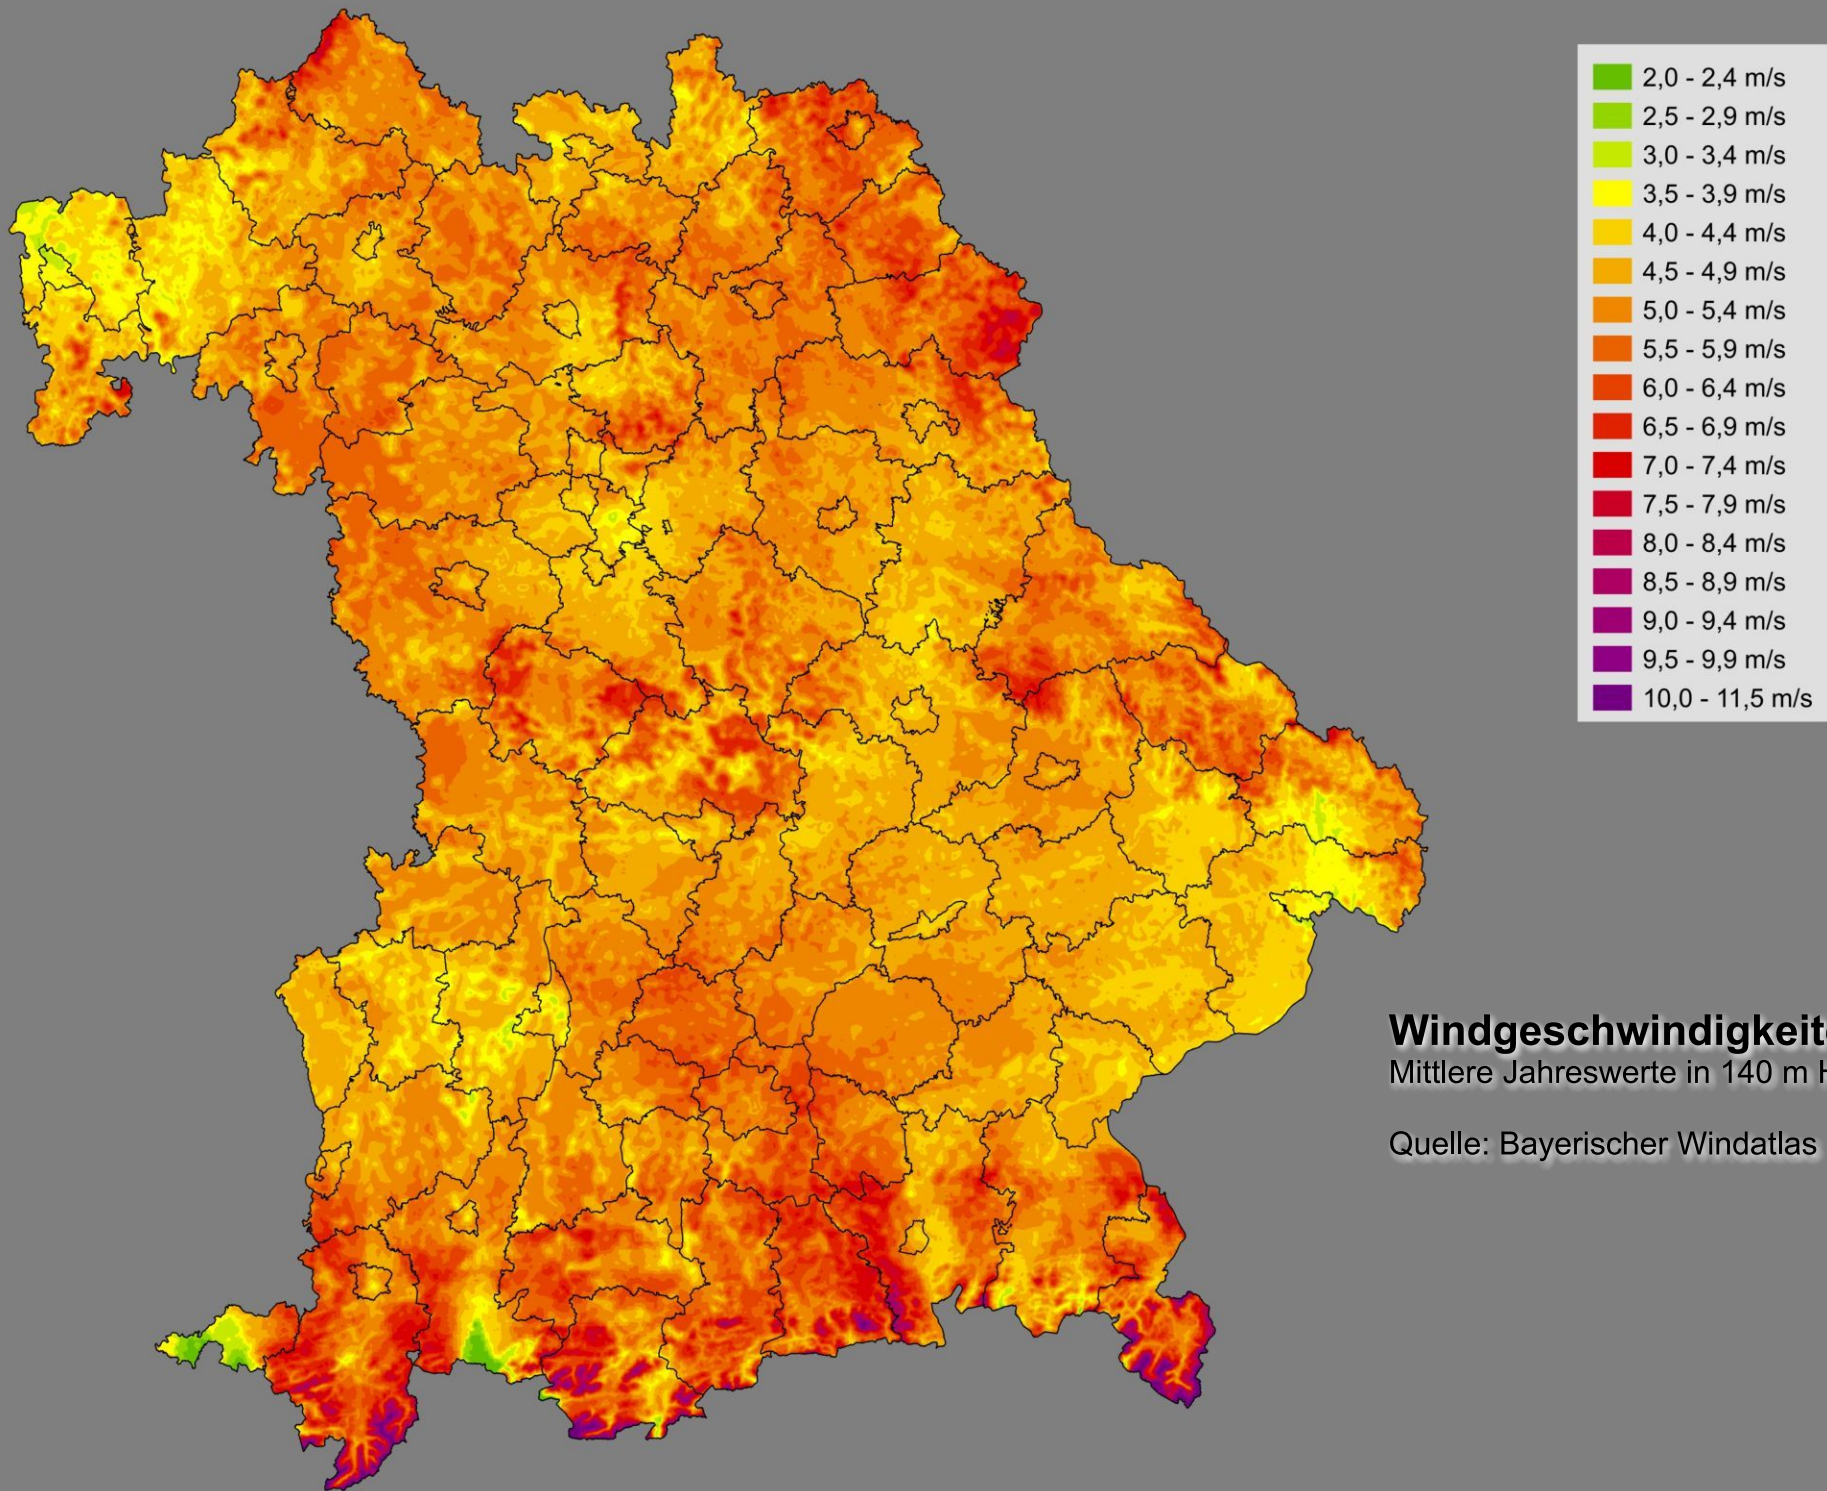 2,0 - 2,4 m/s
2,5 - 2,9 m/s
3,0 - 3,4 m/s
3,5 - 3,9 m/s
4,0 - 4,4 m/s
4,5 - 4,9 m/s
5,0 - 5,4 m/s
5,5 - 5,9 m/s
6,0 - 6,4 m/s
6,5 - 6,9 m/s
7,0 - 7,4 m/s
7,5 - 7,9 m/s
8,0 - 8,4 m/s
8,5 - 8,9 m/s
9,0 - 9,4 m/s
9,5 - 9,9 m/s
10,0 - 11,5 m/s
Mittlere Jahreswerte in 140 m
Quelle: Bayerischer Windatlas